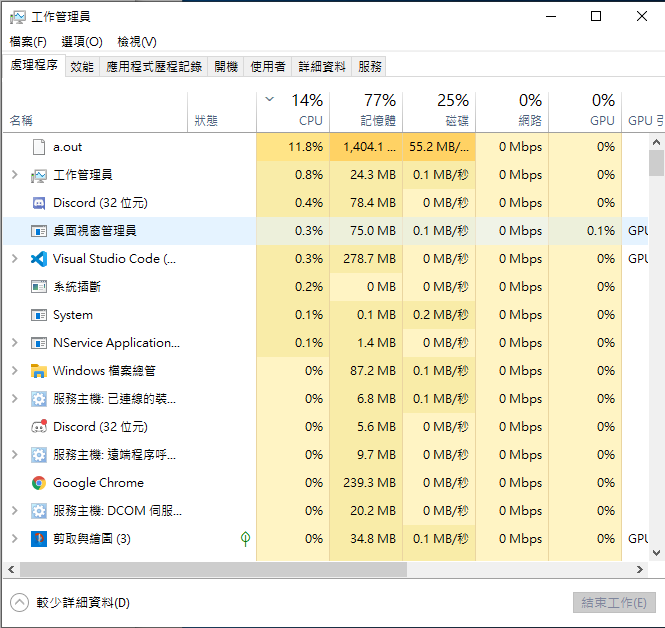 工作管理員
檔案(F) 選項(O) 檢視(V)
處理程序 效能 應用程式歷程記錄 開機 使用者 詳細資料 服務
14% 77% 25% 0% 0%
名稱 狀態 CPU 記憶體 磁碟 網路 GPU GPU 引
a.out 11.8% 1,404.1 ... 55.2 MB/... 0 Mbps 0%
工作管理員 0.8% 24.3 MB 0.1 MB/秒 0 Mbps 0%
Discord (32 位元) 0.4% 78.4 MB 0 MB/秒 0 Mbps 0%
桌面視窗管理員 0.3% 75.0 MB 0.1 MB/秒 0 Mbps 0.1% GPU
Visual Studio Code (... 0.3% 278.7 MB 0 MB/秒 0 Mbps 0% GPU
系統插斷 0.2% 0 MB 0 MB/秒 0 Mbps 0%
System 0.1% 0.1 MB 0.2 MB/秒 0 Mbps 0%
NService Application... 0.1% 1.4 MB 0 MB/秒 0 Mbps 0%
Windows 檔案總管 0% 87.2 MB 0.1 MB/秒 0 Mbps 0%
服務主機: 已連線的裝... 0% 6.8 MB 0.1 MB/秒 0 Mbps 0%
Discord (32 位元) 0% 5.6 MB 0 MB/秒 0 Mbps 0%
服務主機: 遠端程序呼... 0% 9.7 MB 0 MB/秒 0 Mbps 0%
Google Chrome 0% 239.3 MB 0 MB/秒 0 Mbps 0%
服務主機: DCOM 伺服... 0% 20.2 MB 0 MB/秒 0 Mbps 0%
剪取與繪圖 (3) 0% 34.8 MB 0.1 MB/秒 0 Mbps 0% GPU
較少詳細資料(D) 結束工作(E)